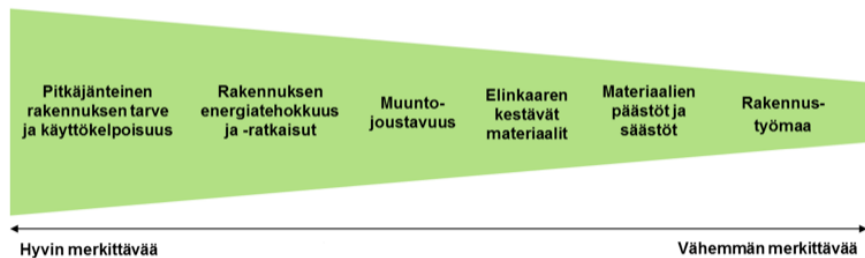 Pitkäjänteinen
rakennuksen tarve
ja käyttökelpoisuus
Rakennuksen
energiatehokkuus
ja -ratkaisut
Muunto-
joustavuus
Elinkaaren
kestävät
materiaalit
Materiaalien
päästöt ja
säästöt
Rakennus-
työmaa
Hyvin merkittävää
Vähemmän merkittävää